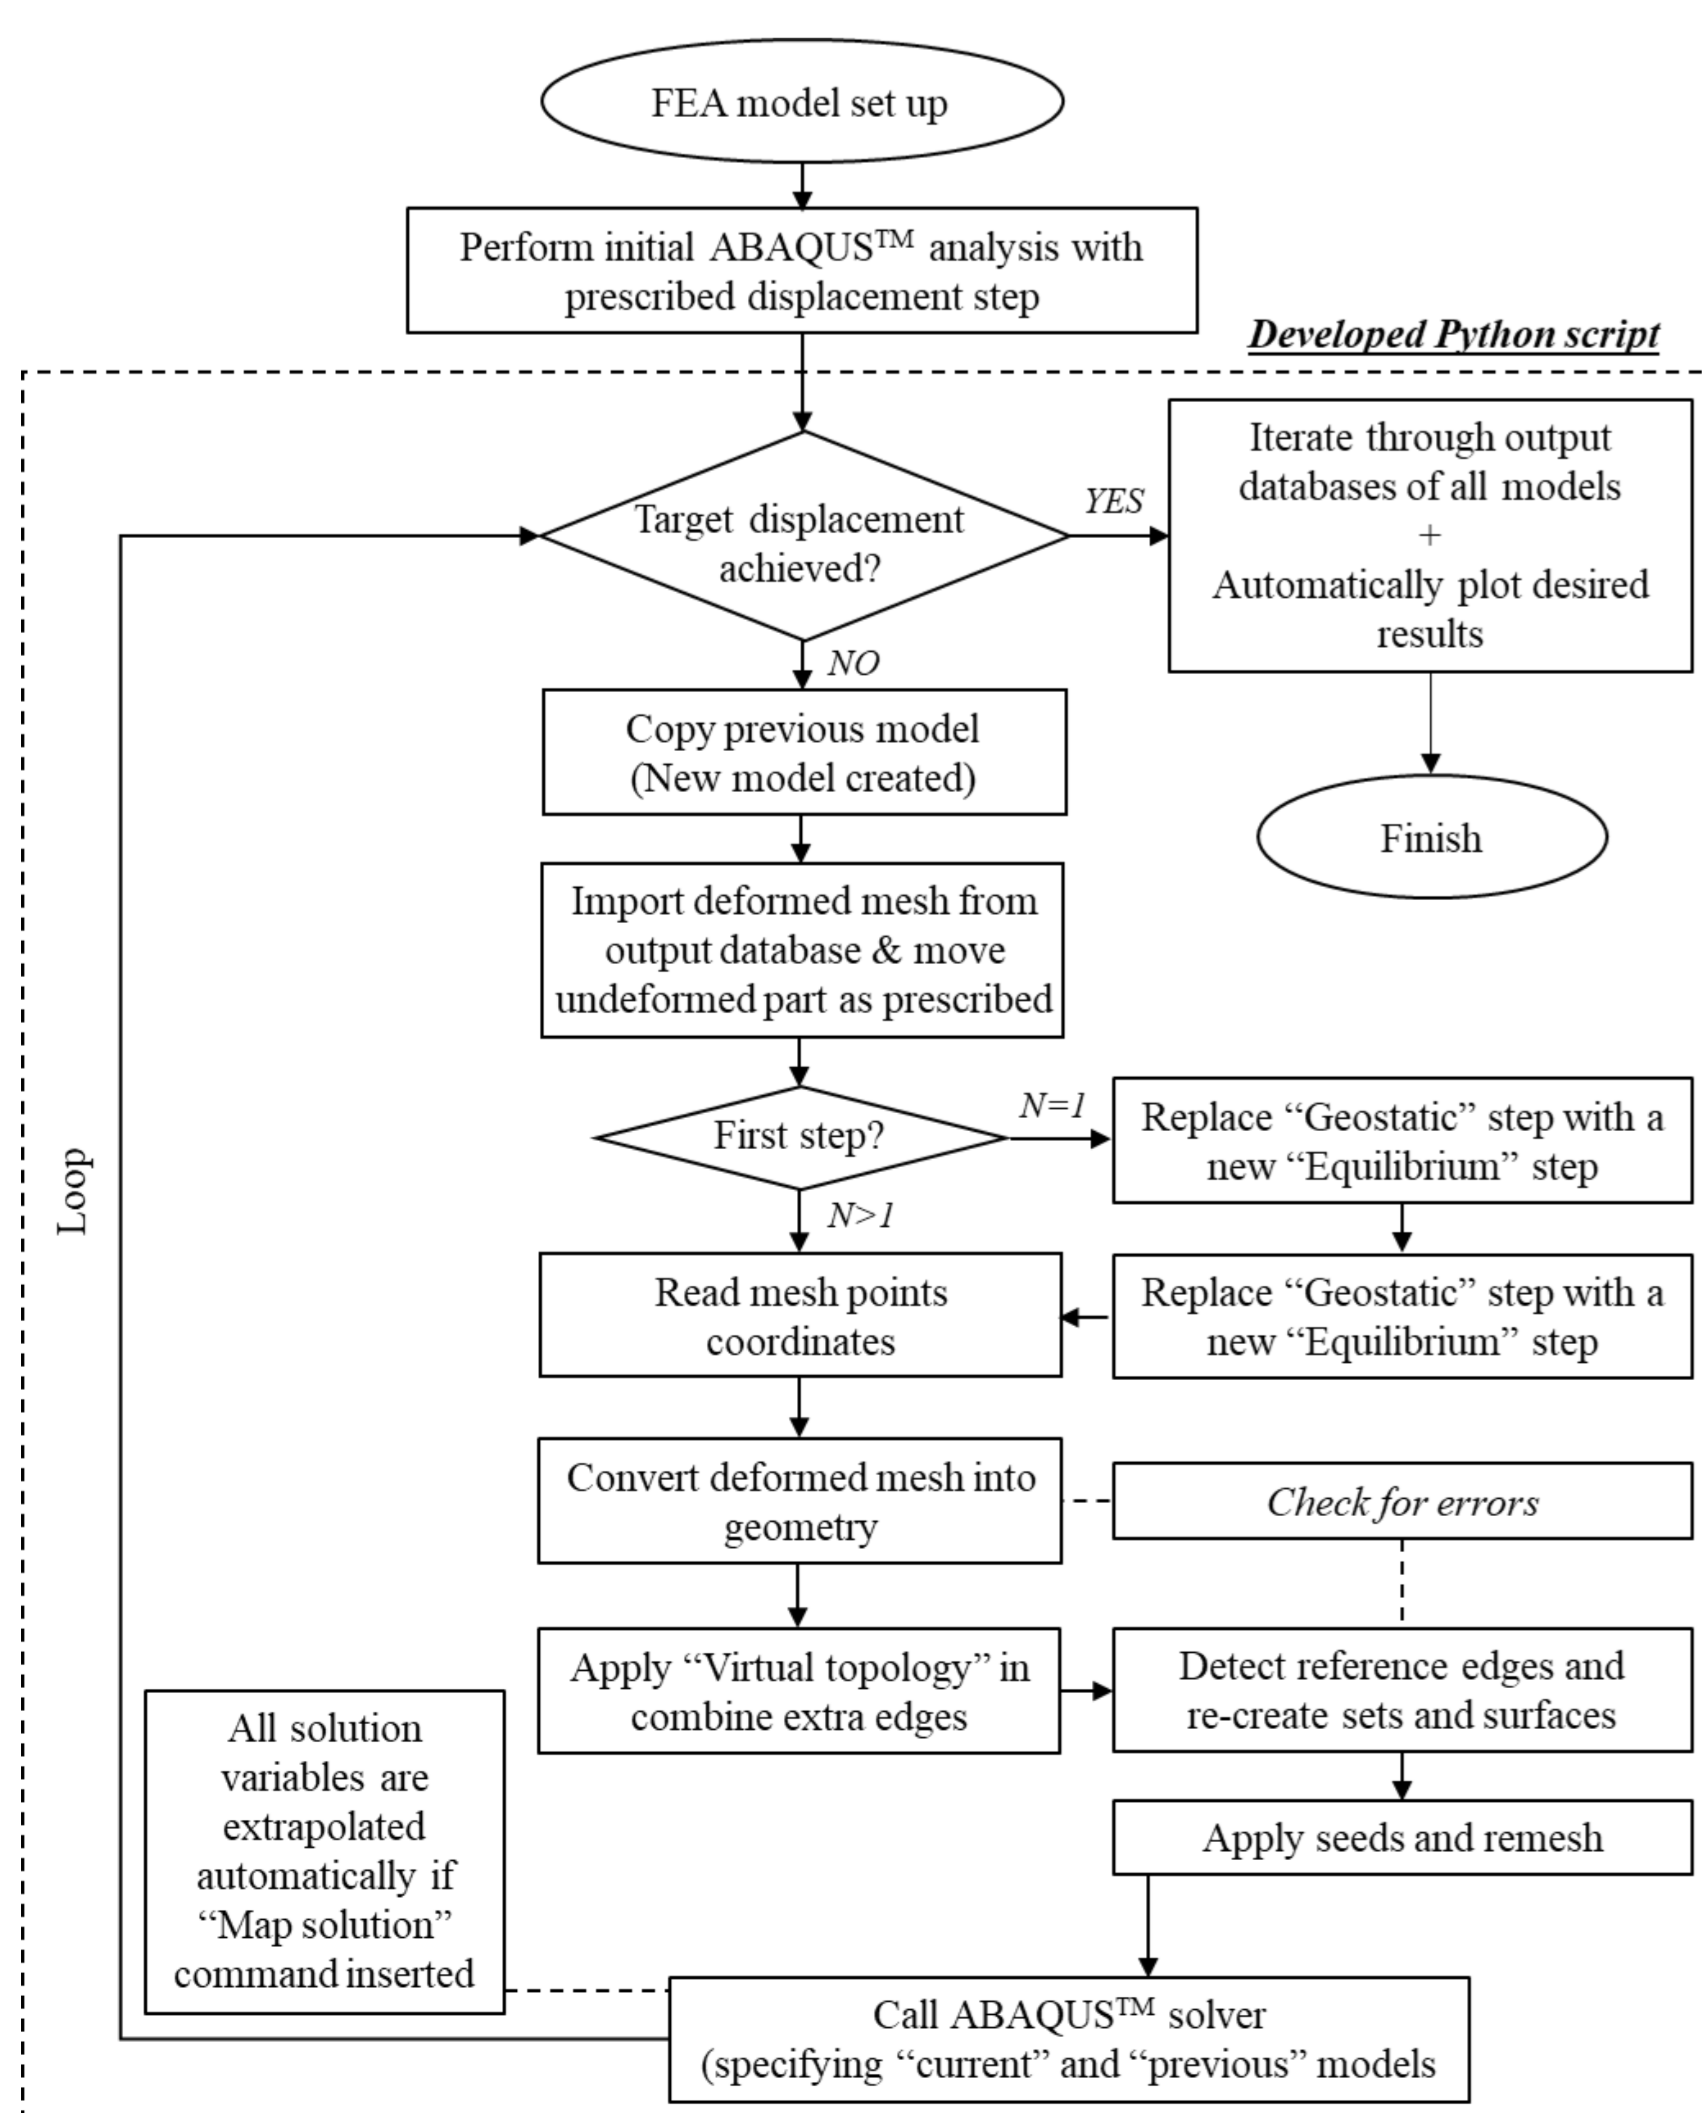 FEA model set up
Perform initial ABAQUS™ analysis with
prescribed displacement step
Developed Python script
Target displacement
achieved?
YES
Iterate through output
databases of all models
+
Automatically plot desired
results
NO
Copy previous model
(New model created)
Finish
Import deformed mesh from
output database & move
undeformed part as prescribed
First step?
N=1
Replace “Geostatic” step with a
new “Equilibrium” step
N>1
Loop
Read mesh points
coordinates
Replace “Geostatic” step with a
new “Equilibrium” step
Convert deformed mesh into
geometry
Check for errors
Apply “Virtual topology” in
combine extra edges
Detect reference edges and
re-create sets and surfaces
Apply seeds and remesh
All solution
variables are
extrapolated
automatically if
“Map solution”
command inserted
Call ABAQUS™ solver
(specifying “current” and “previous” models